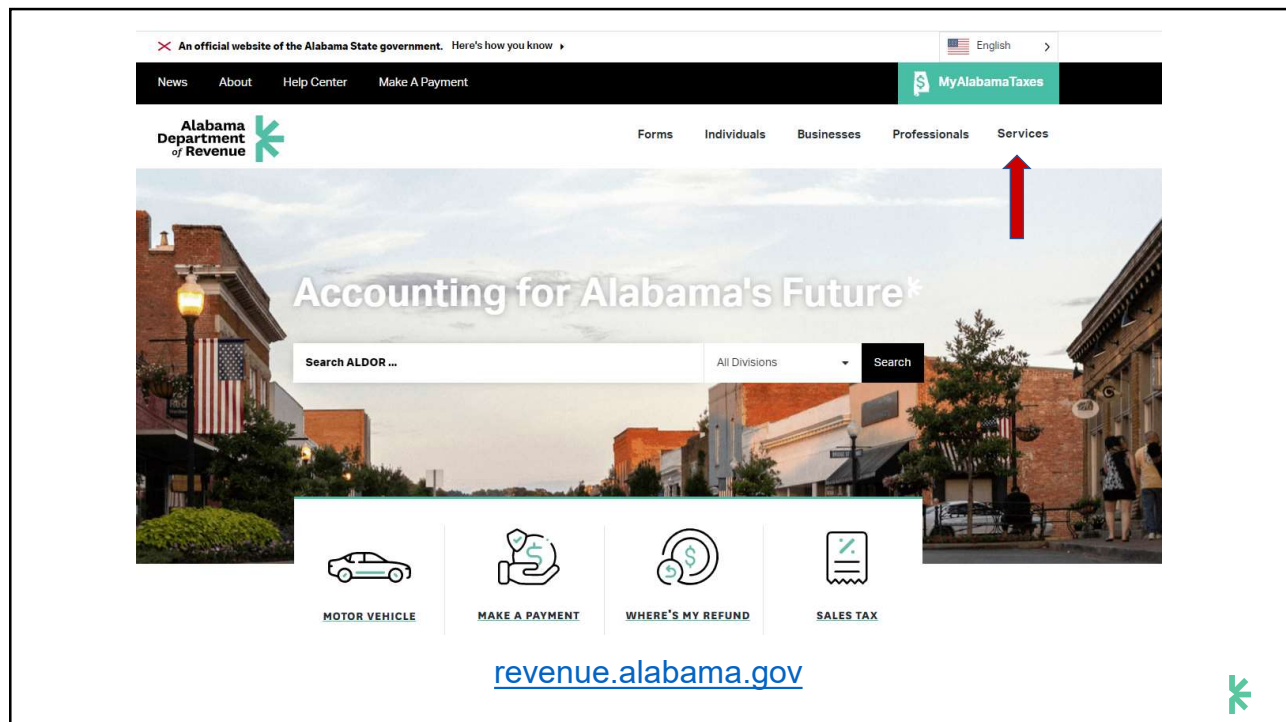 An official website of the Alabama State government. Here's how you know
English
News About Help Center Make A Payment
MyAlabamaTaxes
Alabama
Department
of Revenue
Forms Individuals Businesses Professionals Services
Accounting for Alabama's Future
Search ALDOR ...
All Divisions
Search
MOTOR VEHICLE
MAKE A PAYMENT
WHERE'S MY REFUND
SALES TAX
revenue.alabama.gov